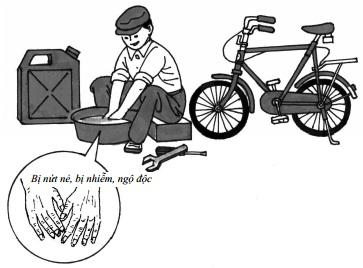 Bị nứt nẻ, bị nhiễm, ngộ độc